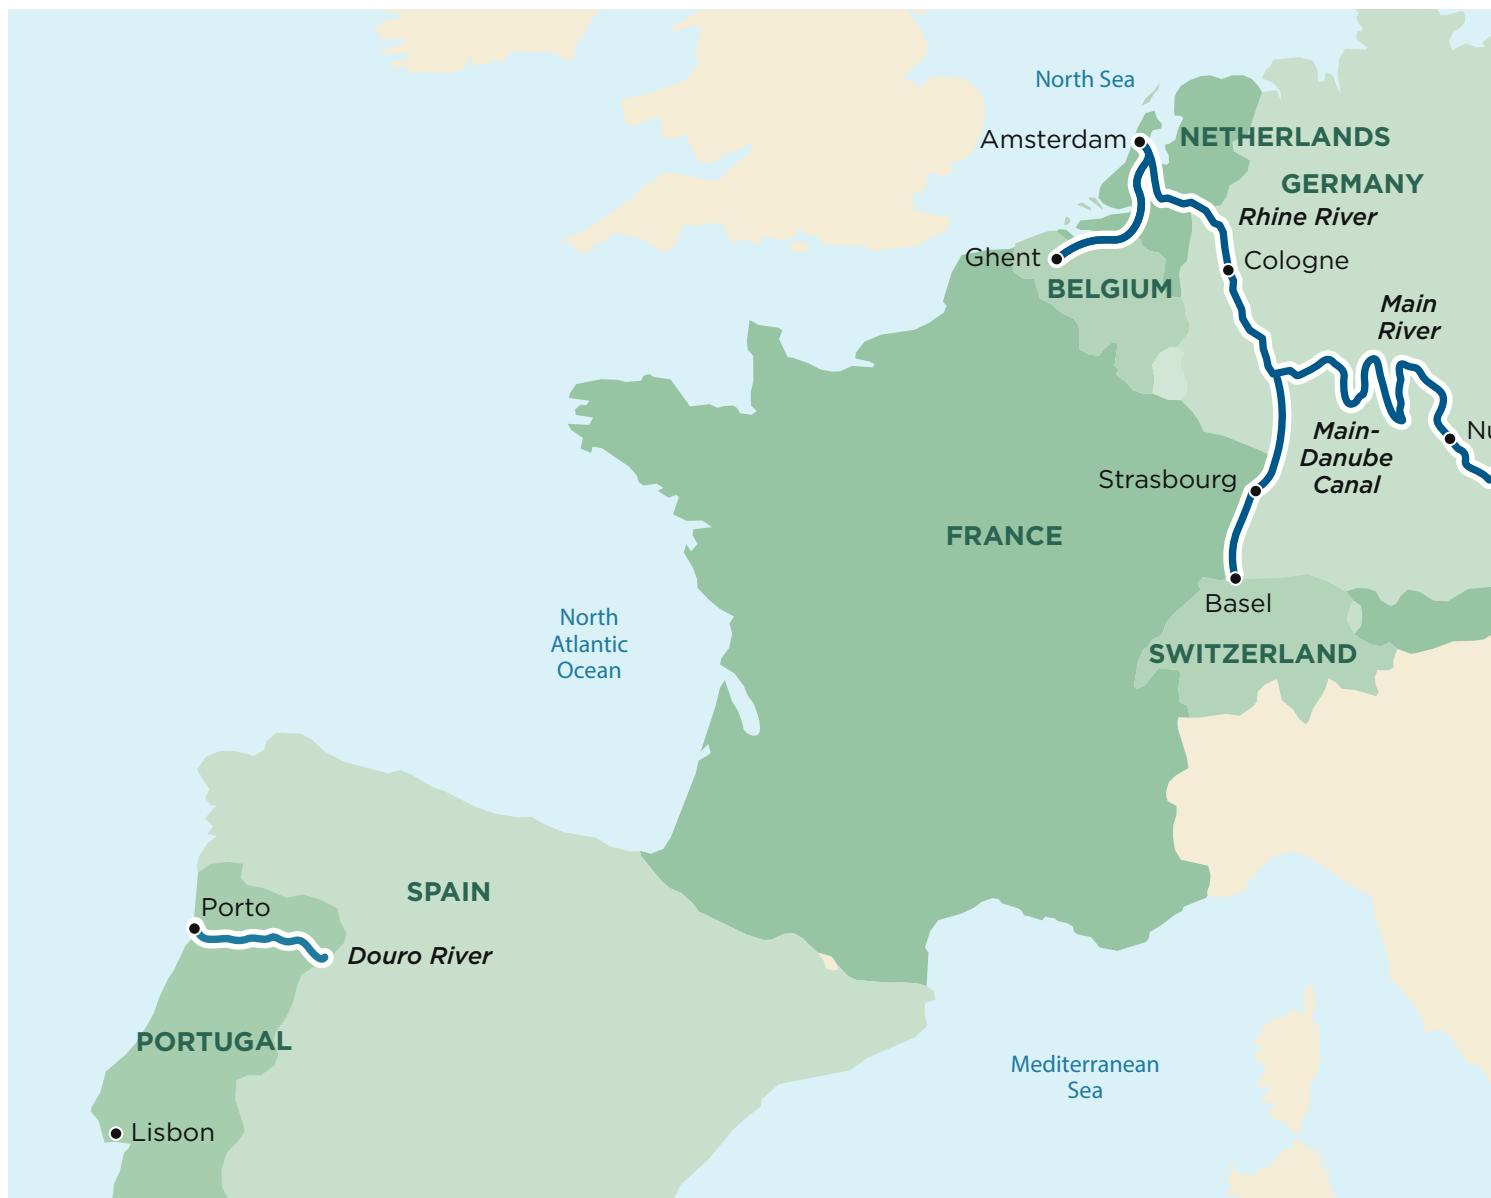 North Sea
Amsterdam
NETHERLANDS
GERMANY
Rhine River
Ghent
Cologne
BELGIUM
Main
River
Main-
Danube
Canal
Nu
Strasbourg
FRANCE
Basel
North
Atlantic
Ocean
SWITZERLAND
SPAIN
Porto
Douro River
PORTUGAL
Mediterranean
Sea
Lisbon